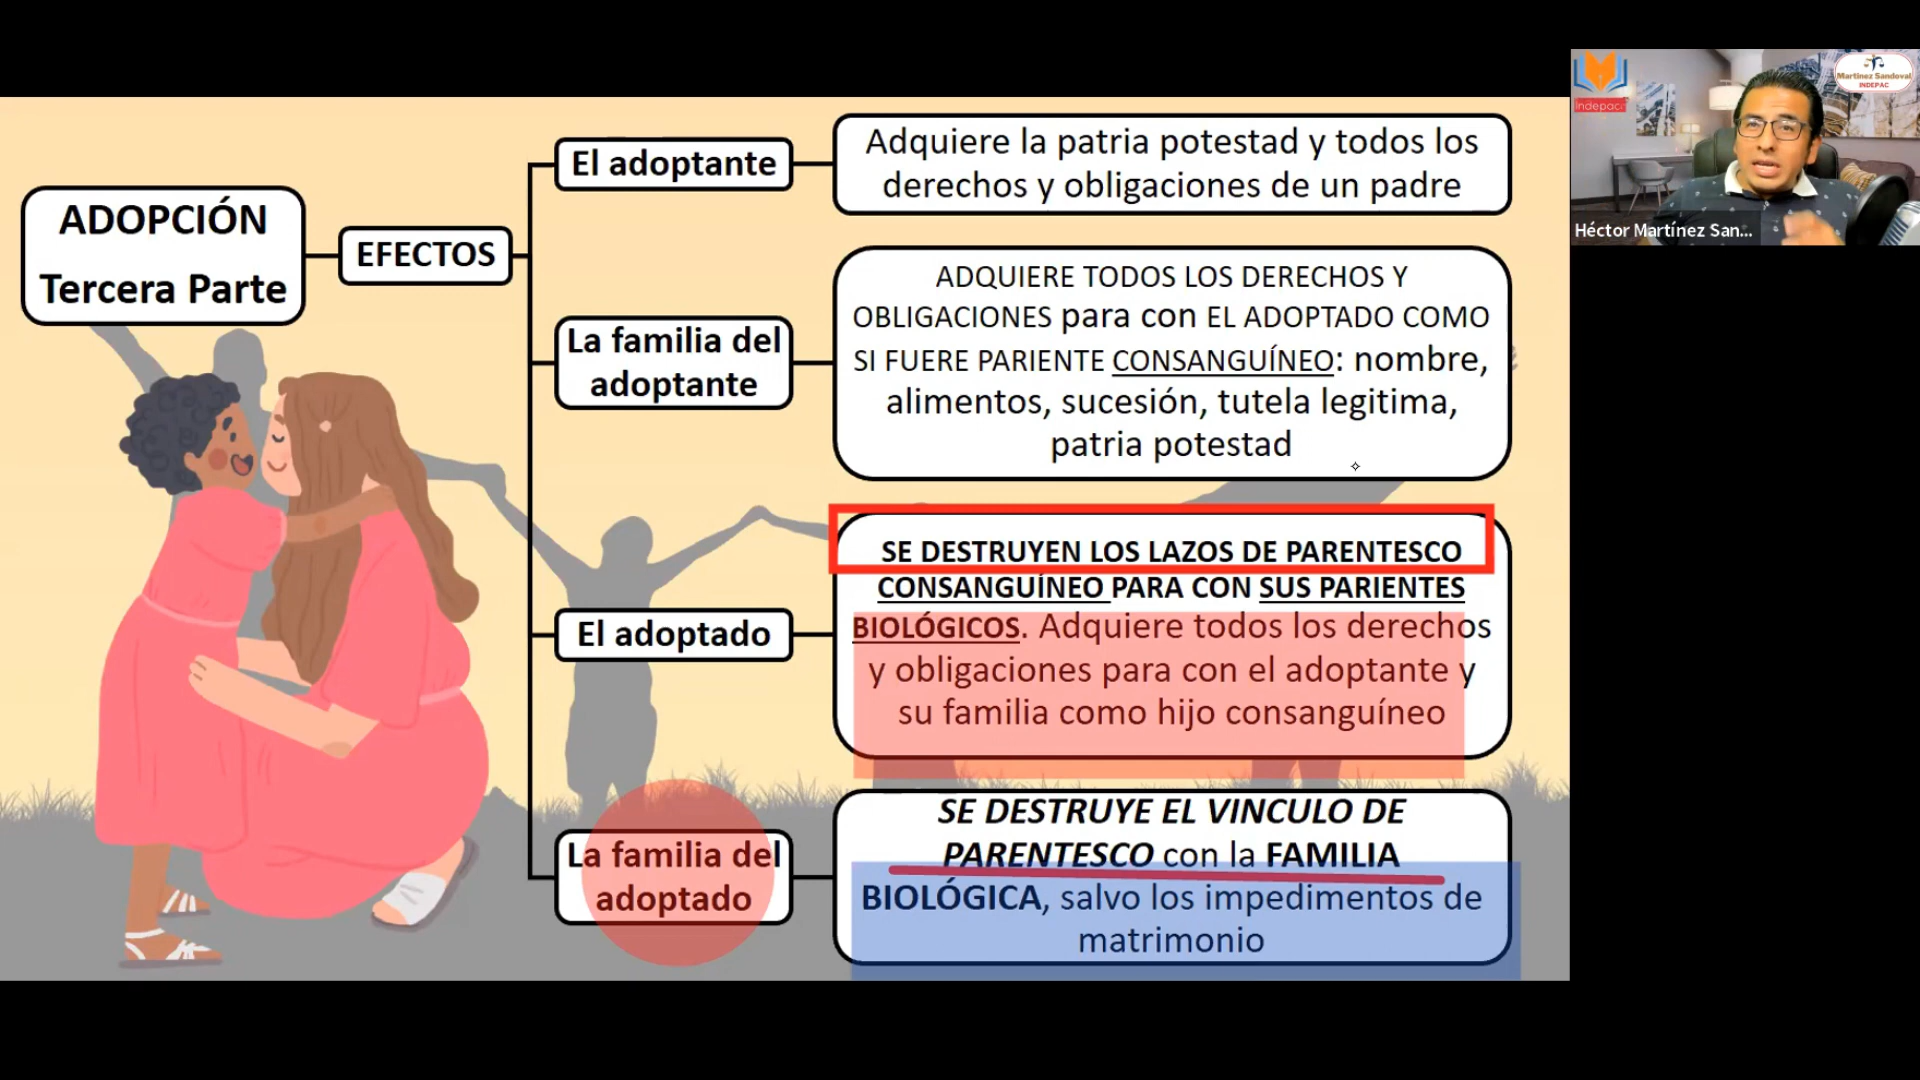 ADOPCIÓN
Tercera Parte
EFECTOS
El adoptante
Adquiere la patria potestad y todos los
derechos y obligaciones de un padre
La familia del
adoptante
ADQUIERE TODOS LOS DERECHOS Y
OBLIGACIONES para con EL ADOPTADO COMO
SI FUERE PARIENTE CONSANGUÍNEO: nombre,
alimentos, sucesión, tutela legitima,
patria potestad
El adoptado
SE DESTRUYEN LOS LAZOS DE PARENTESCO
CONSANGUÍNEO PARA CON SUS PARIENTES
BIOLÓGICOS. Adquiere todos los derechos
y obligaciones para con el adoptante y
su familia como hijo consanguíneo
La familia del
adoptado
SE DESTRUYE EL VINCULO DE
PARENTESCO con la FAMILIA
BIOLÓGICA, salvo los impedimentos de
matrimonio
Indepac
Martínez Sandoval
INDEPAC
Héctor Martínez San...